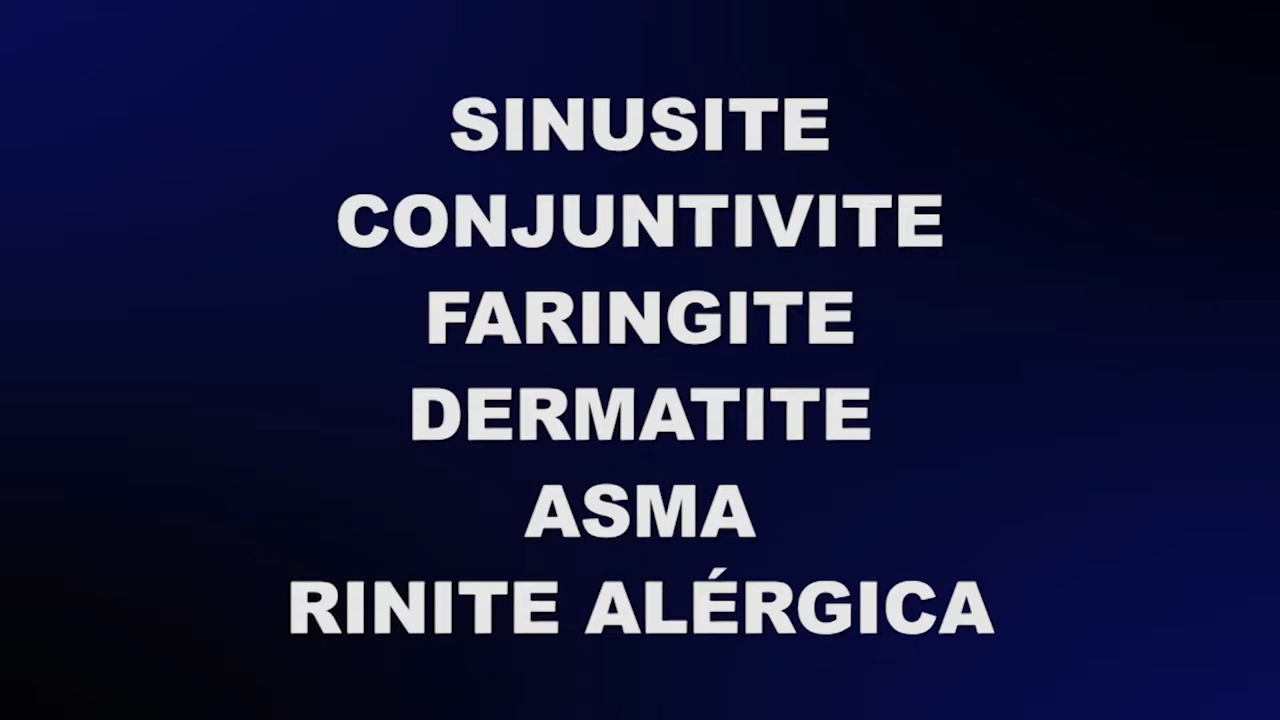 SINUSITE
CONJUNTIVITE
FARINGITE
DERMATITE
ASMA
RINITE ALÉRGICA